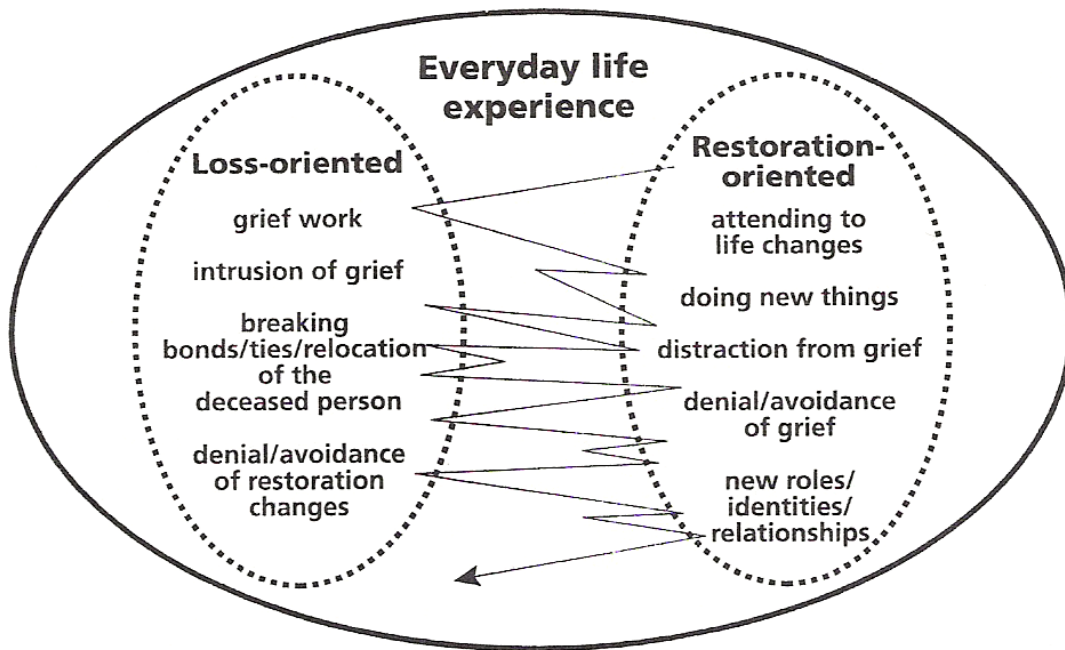 Everyday life
experience
Loss-oriented
grief work
intrusion of grief
breaking
bonds/ties/relocation
of the
deceased person
denial/avoidance
of restoration
changes
Restoration-
oriented
attending to
life changes
doing new things
distraction from grief
denial/avoidance
of grief
new roles/
identities/
relationships